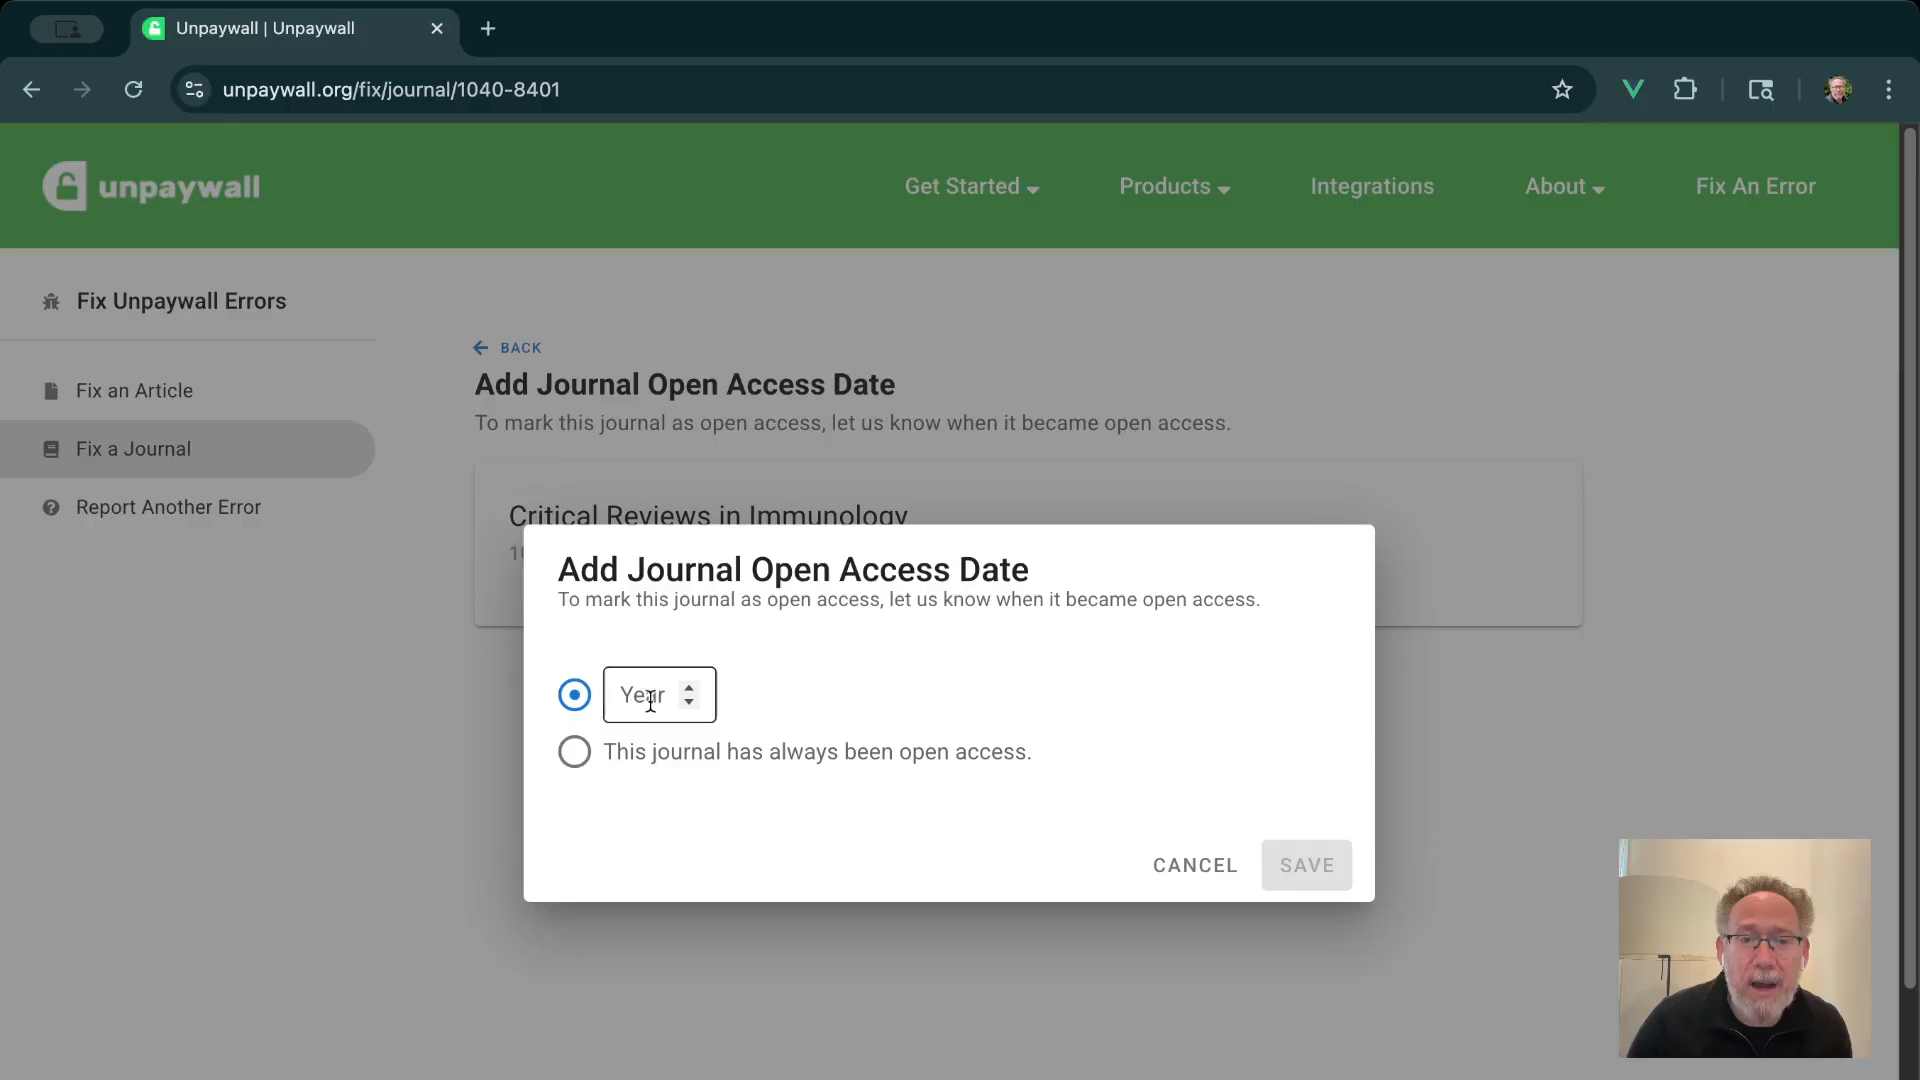 Unpaywall | Unpaywall
unpaywall.org/fix/journal/1040-8401
unpaywall
Get Started
Products
Integrations
About
Fix An Error
Fix Unpaywall Errors
Fix an Article
Fix a Journal
Report Another Error
BACK
Add Journal Open Access Date
To mark this journal as open access, let us know when it became open access.
Critical Reviews in Immunology
Add Journal Open Access Date
To mark this journal as open access, let us know when it became open access.
Year
This journal has always been open access.
CANCEL
SAVE